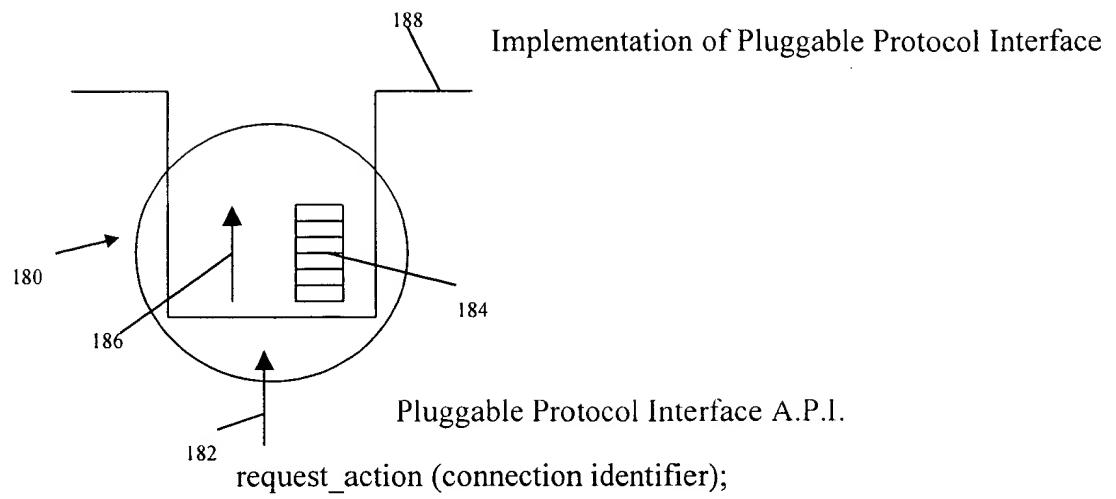 188
Implementation of Pluggable Protocol Interface
180
184
186
Pluggable Protocol Interface A.P.I.
182
request_action (connection identifier);